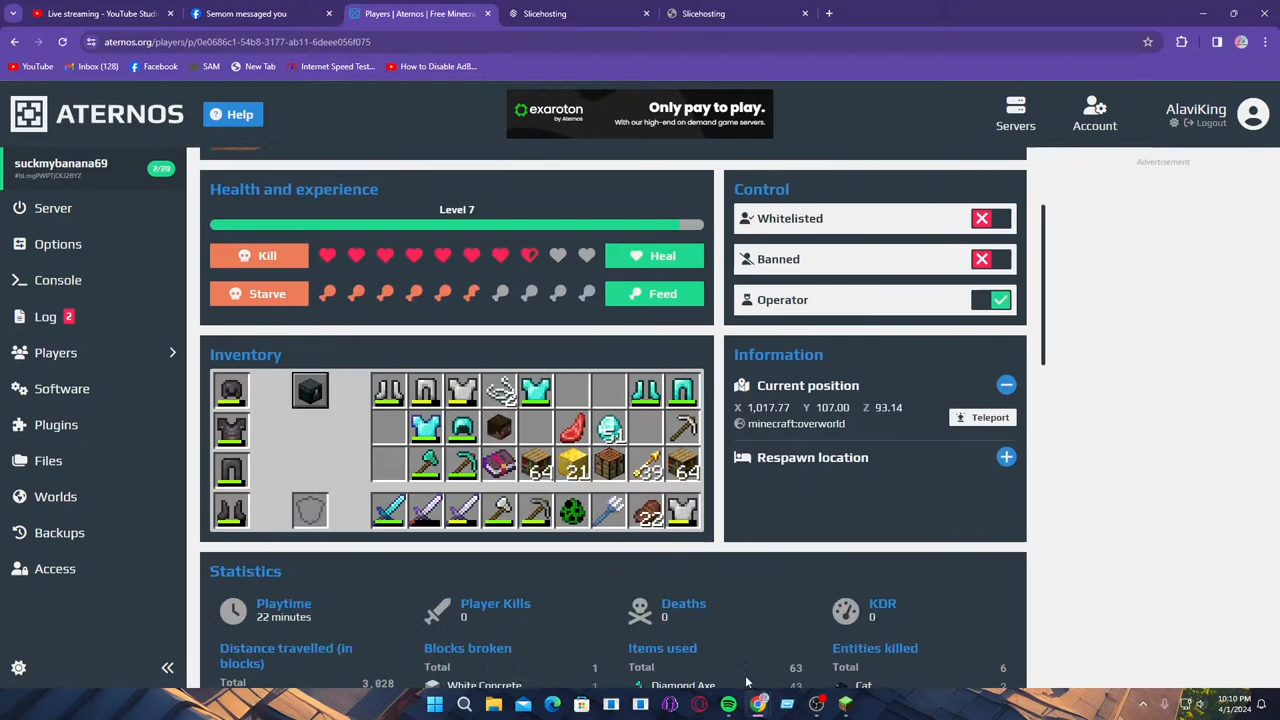 Live streaming - YouTube Studi
Semom messaged you
Players | Aternos | Free Minecra
Slicehosting
Slicehosting
aternos.org/players/p/0e0686c1-54b8-3177-ab11-6deee056f075
YouTube
Inbox (128)
Facebook
SAM
New Tab
Internet Speed Test...
How to Disable Ad8...
ATERNOS
Help
exaroton
by Aternos
Only pay to play.
With our high-end on demand game servers.
Servers
Account
AlaviKing
Logout
suckmybanana69
2/20
Advertisement
Server
Options
Console
Log 2
Players
Software
Plugins
Files
Worlds
Backups
Access
Health and experience
Level 7
Kill
Heal
Starve
Feed
Control
Whitelisted
Banned
Operator
Inventory
64
21
39
64
22
Information
Current position
X 1,017.77 Y 107.00 Z 93.14
minecraft:overworld
Teleport
Respawn location
Statistics
Playtime
22 minutes
Player Kills
0
Deaths
0
KDR
0
Distance travelled (in
blocks)
Total 3,028
Blocks broken
Total 1
White Concrete 1
Items used
Total 63
Diamond Axe 43
Entities killed
Total 6
Cat 2
10:10 PM
4/1/2024